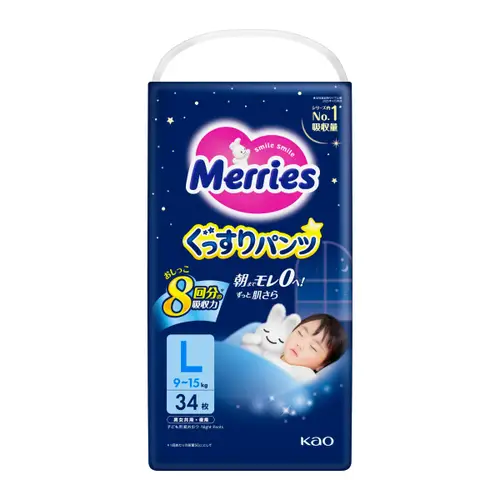 シリーズ内
No.1*
吸収量
smile smile
Merries
ぐっすりパンツ
おしっこ
8回分の
吸収力
朝までモレ0へ!
ずっと肌さら
L
9~15kg
34枚
男女共用・夜用
Kao